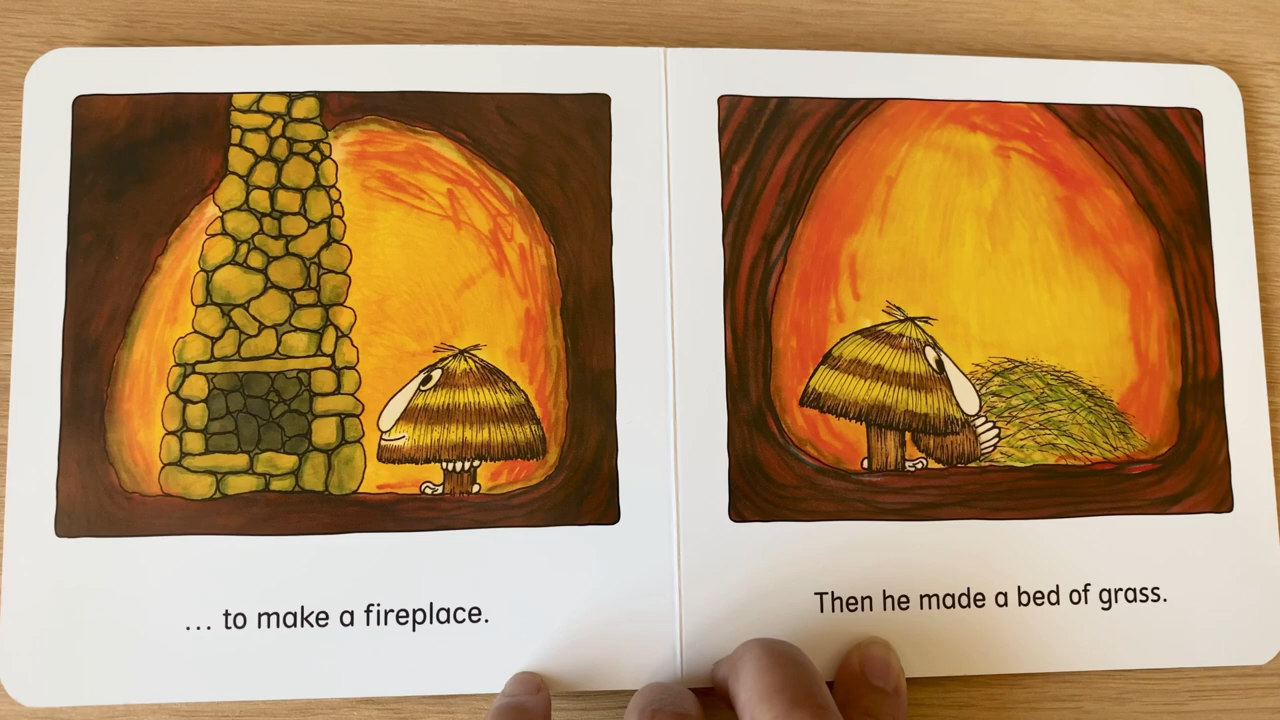 ... to make a fireplace.
Then he made a bed of grass.